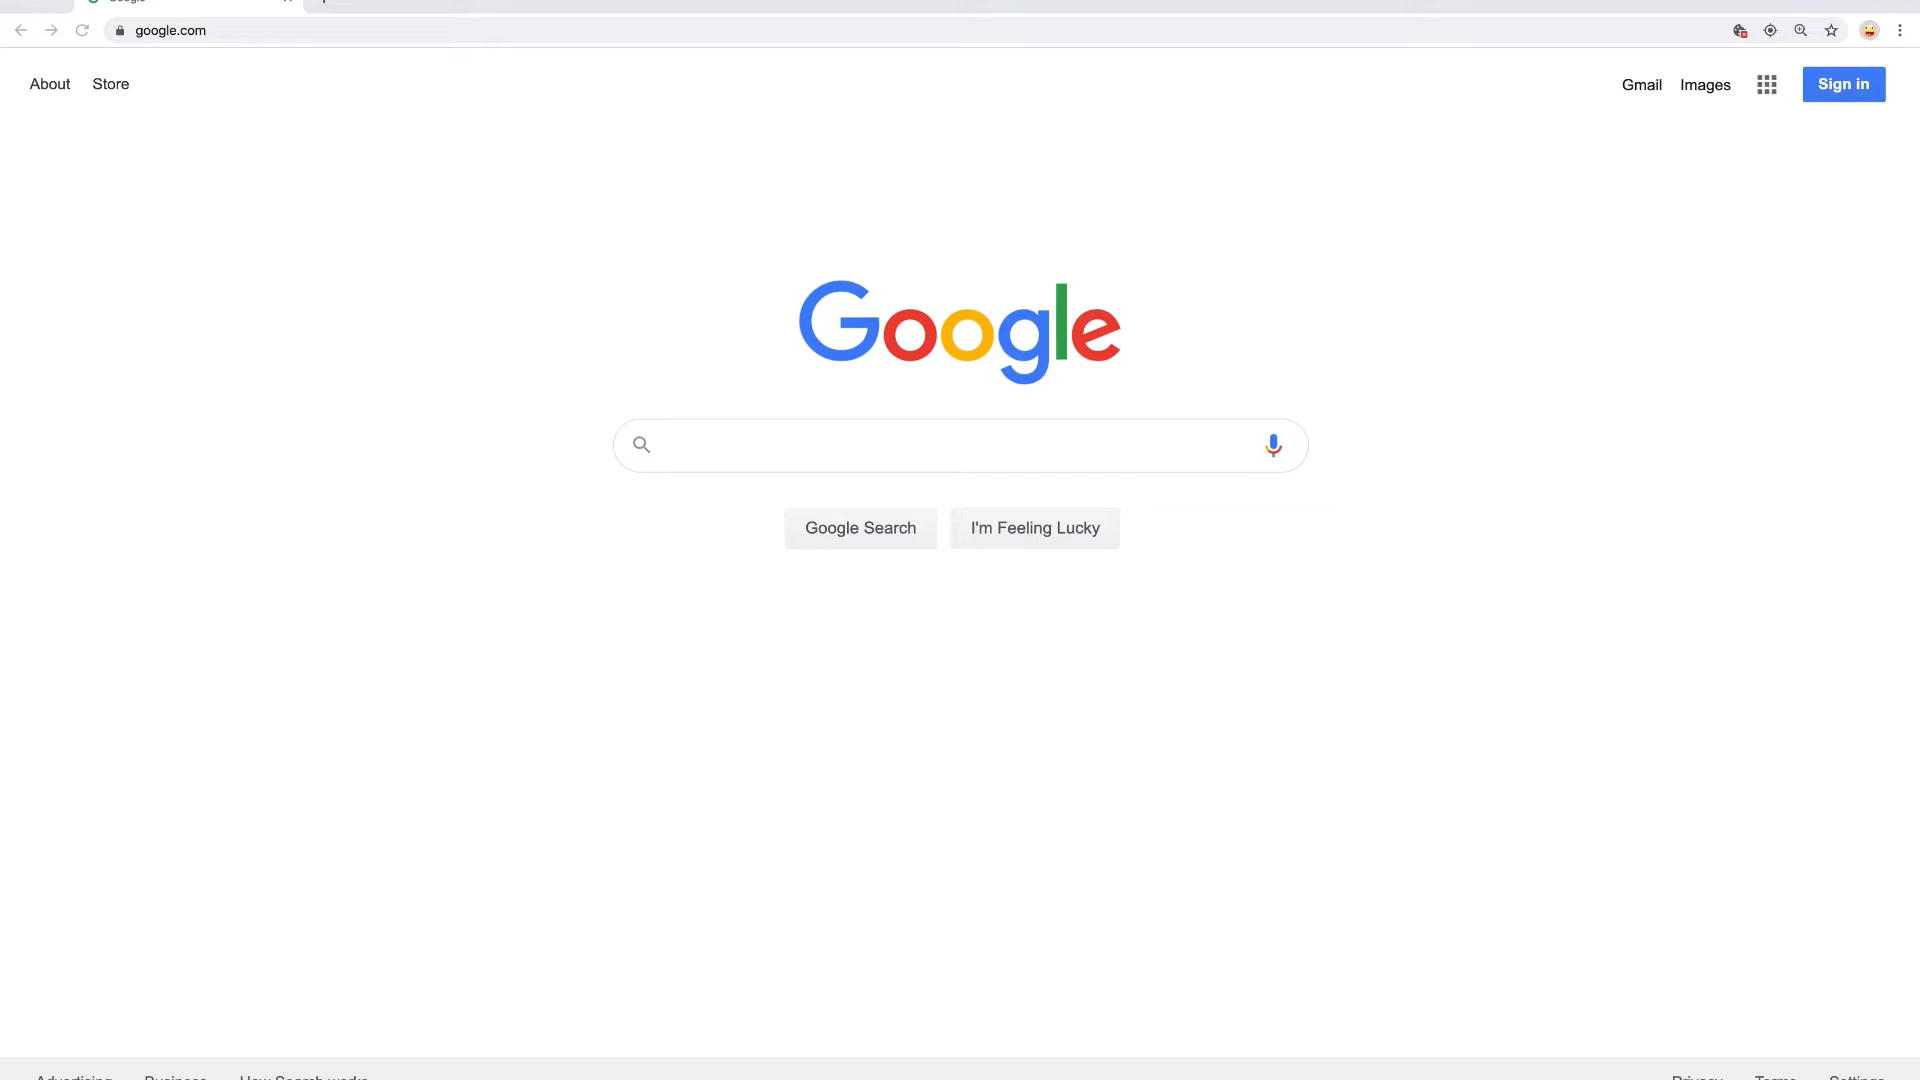 Google
google.com
About Store
Gmail Images Sign in
Google
Google Search I'm Feeling Lucky
Advertising Business How Search works
Privacy Terms Settings